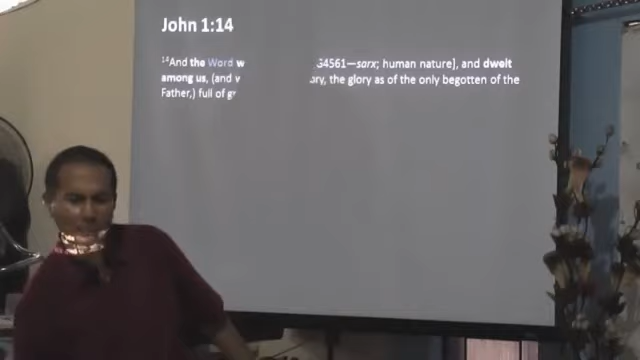 John 1:14
14And the Word w G4561—sarx; human nature], and dwelt
among us, (and v ory, the glory as of the only begotten of the
Father,) full of gr